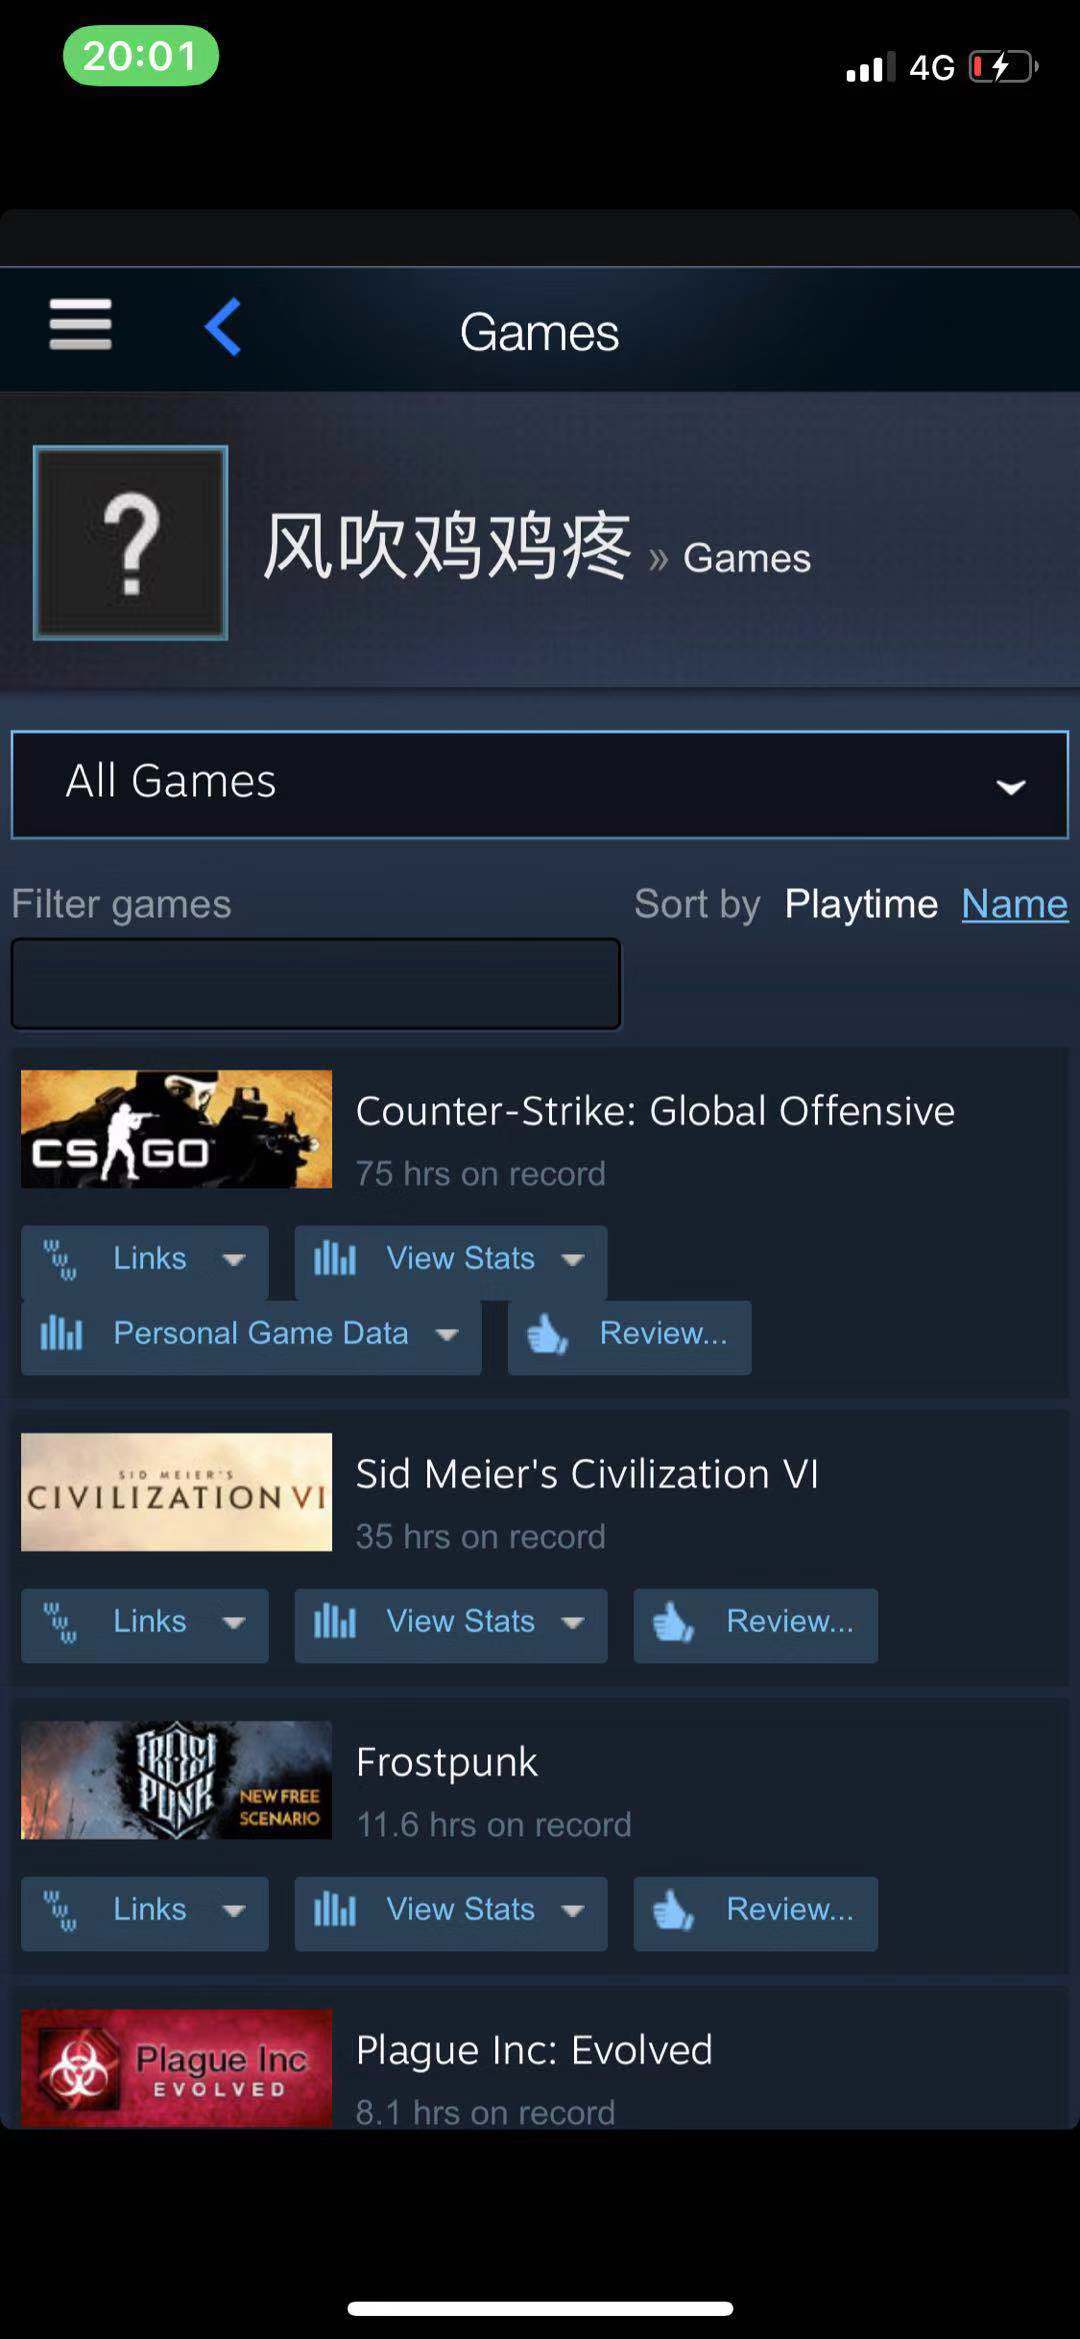 20:01
4G
Games
?
风吹鸡鸡疼 » Games
All Games
Filter games
Sort by Playtime Name
CS GO
Counter-Strike: Global Offensive
75 hrs on record
Links
View Stats
Personal Game Data
Review...
SID MEIER'S
CIVILIZATION VI
Sid Meier's Civilization VI
35 hrs on record
Links
View Stats
Review...
FROST
PUNK
NEW FREE
SCENARIO
Frostpunk
11.6 hrs on record
Links
View Stats
Review...
Plague Inc
EVOLVED
Plague Inc: Evolved
8.1 hrs on record